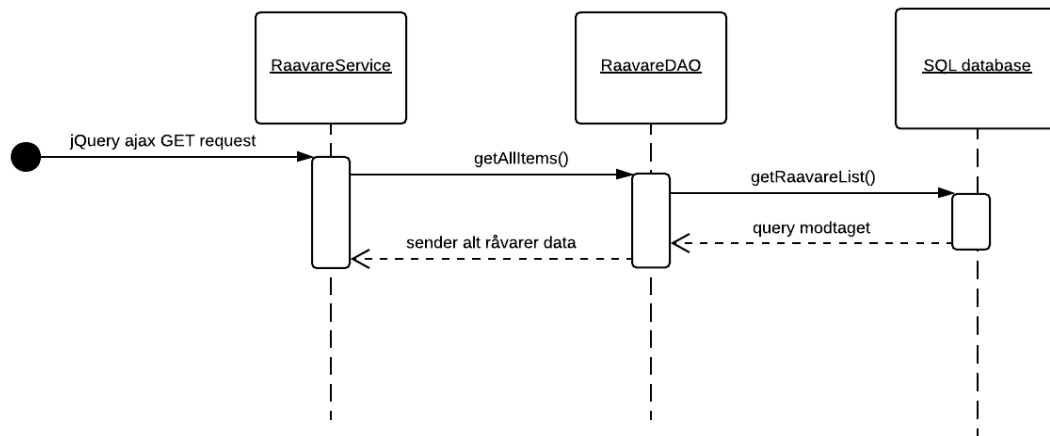 RaavareService
RaavareDAO
SQL database
jQuery ajax GET request
getAllItems()
getRaavareList()
query modtaget
sender alt råvarer data